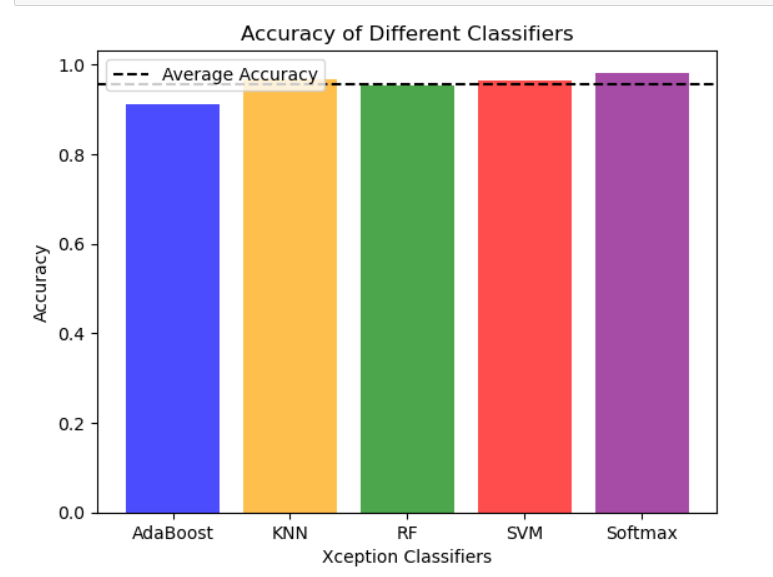 Accuracy of Different Classifiers
Average Accuracy
1.0
0.8
0.6
0.4
0.2
0.0
Accuracy
AdaBoost KNN RF SVM Softmax
Xception Classifiers